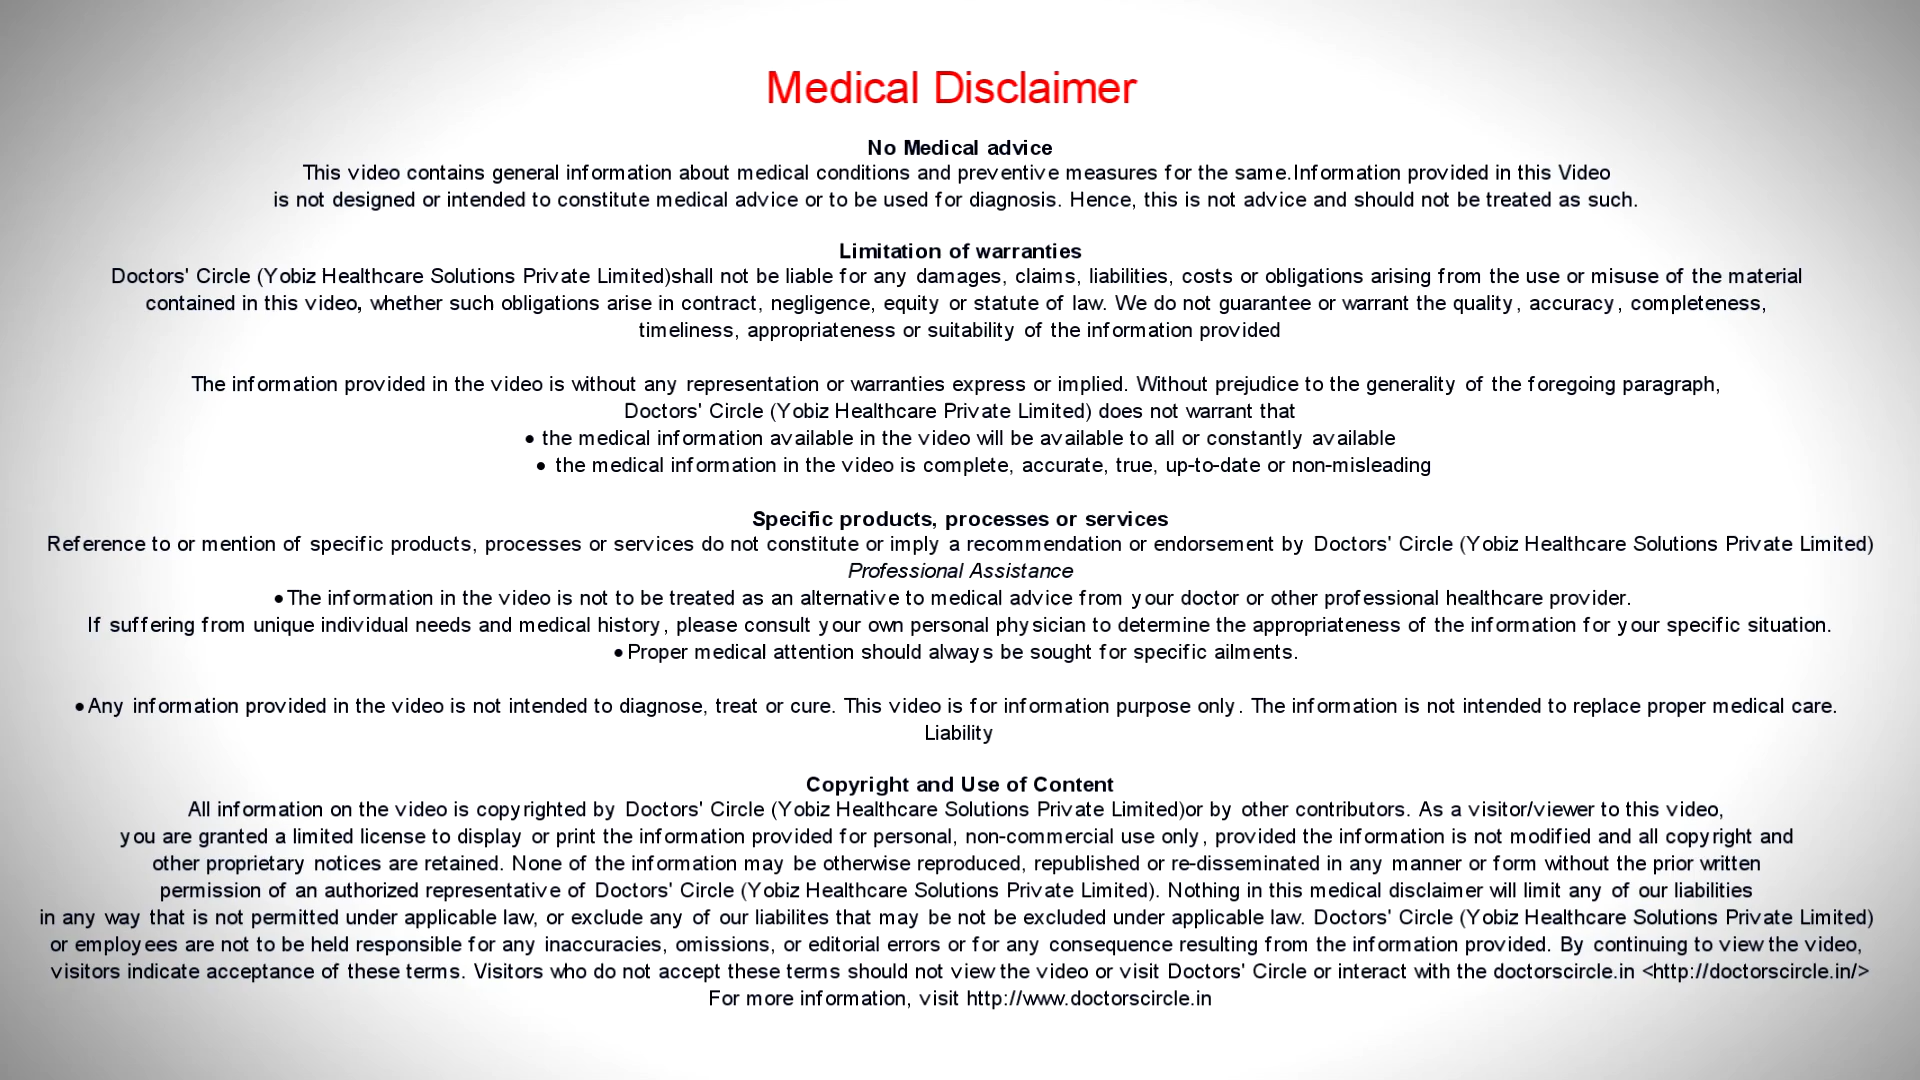 Medical Disclaimer
No Medical advice
This video contains general information about medical conditions and preventive measures for the same.Information provided in this Video
is not designed or intended to constitute medical advice or to be used for diagnosis. Hence, this is not advice and should not be treated as such.
Limitation of warranties
Doctors' Circle (Yobiz Healthcare Solutions Private Limited)shall not be liable for any damages, claims, liabilities, costs or obligations arising from the use or misuse of the material
contained in this video, whether such obligations arise in contract, negligence, equity or statute of law. We do not guarantee or warrant the quality, accuracy, completeness,
timeliness, appropriateness or suitability of the information provided
The information provided in the video is without any representation or warranties express or implied. Without prejudice to the generality of the foregoing paragraph,
Doctors' Circle (Yobiz Healthcare Private Limited) does not warrant that
• the medical information available in the video will be available to all or constantly available
• the medical information in the video is complete, accurate, true, up-to-date or non-misleading
Specific products, processes or services
Reference to or mention of specific products, processes or services do not constitute or imply a recommendation or endorsement by Doctors' Circle (Yobiz Healthcare Solutions Private Limited)
Professional Assistance
•The information in the video is not to be treated as an alternative to medical advice from your doctor or other professional healthcare provider.
If suffering from unique individual needs and medical history, please consult your own personal physician to determine the appropriateness of the information for your specific situation.
•Proper medical attention should always be sought for specific ailments.
•Any information provided in the video is not intended to diagnose, treat or cure. This video is for information purpose only. The information is not intended to replace proper medical care.
Liability
Copyright and Use of Content
All information on the video is copyrighted by Doctors' Circle (Yobiz Healthcare Solutions Private Limited)or by other contributors. As a visitor/viewer to this video,
you are granted a limited license to display or print the information provided for personal, non-commercial use only, provided the information is not modified and all copyright and
other proprietary notices are retained. None of the information may be otherwise reproduced, republished or re-disseminated in any manner or form without the prior written
permission of an authorized representative of Doctors' Circle (Yobiz Healthcare Solutions Private Limited). Nothing in this medical disclaimer will limit any of our liabilities
in any way that is not permitted under applicable law, or exclude any of our liabilites that may be not be excluded under applicable law. Doctors' Circle (Yobiz Healthcare Solutions Private Limited)
or employees are not to be held responsible for any inaccuracies, omissions, or editorial errors or for any consequence resulting from the information provided. By continuing to view the video,
visitors indicate acceptance of these terms. Visitors who do not accept these terms should not view the video or visit Doctors' Circle or interact with the doctorscircle.in <http://doctorscircle.in/>
For more information, visit http://www.doctorscircle.in